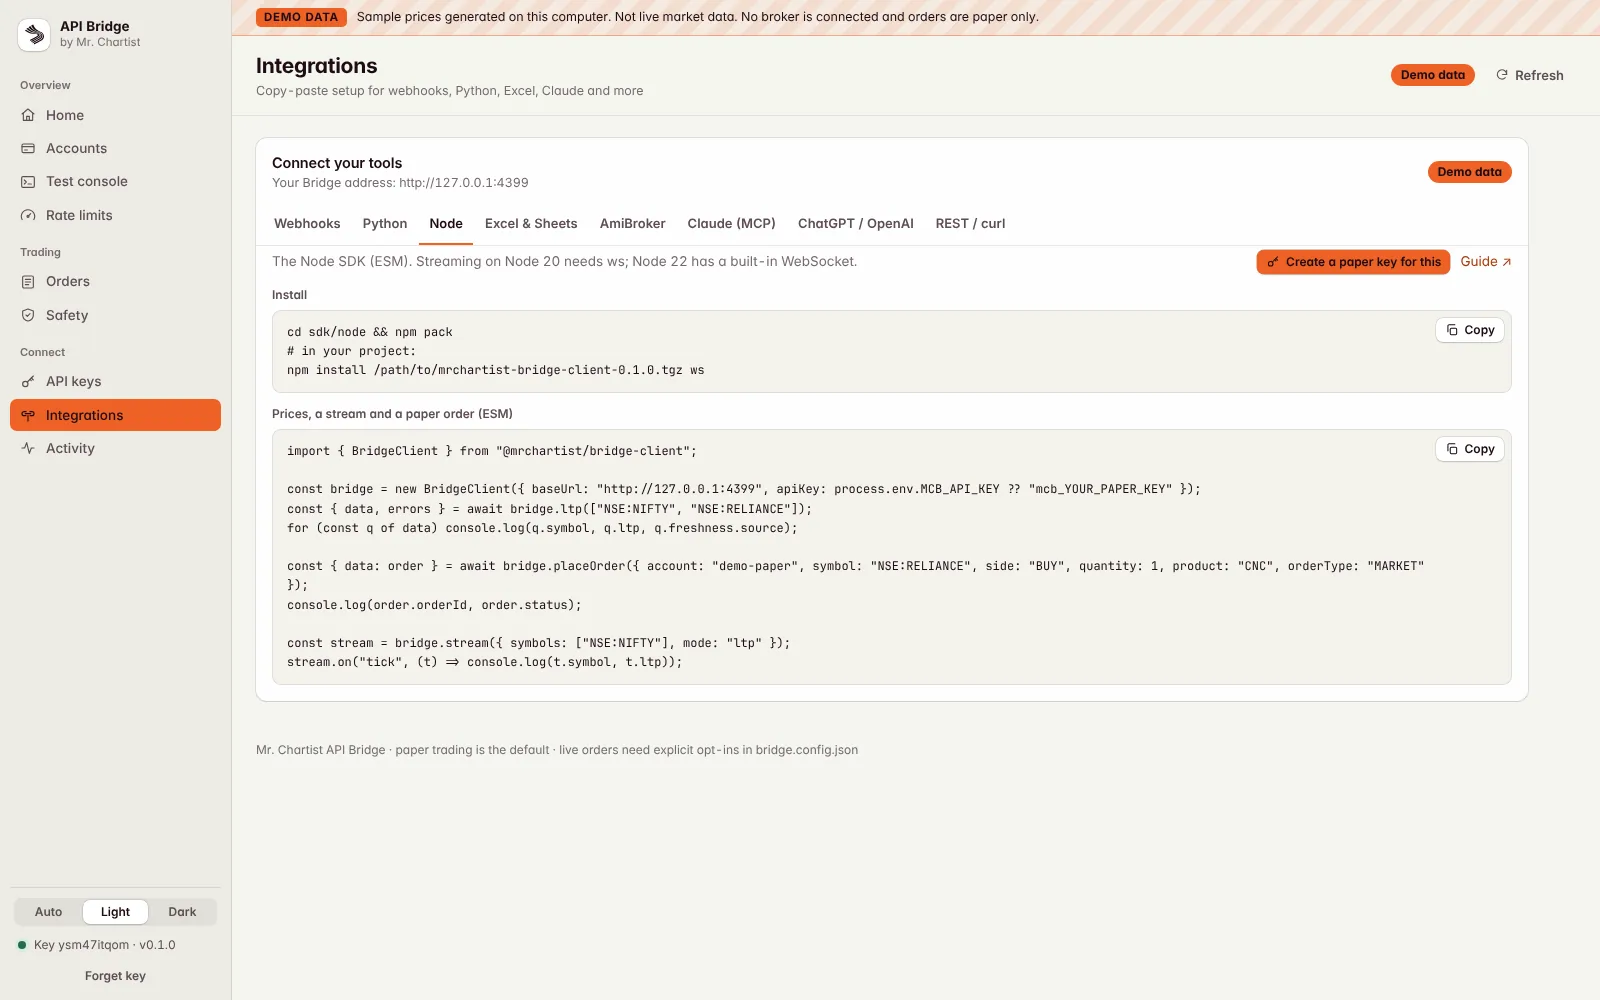 API Bridge
by Mr. Chartist
Overview
Home
Accounts
Test console
Rate limits
Trading
Orders
Safety
Connect
API keys
Integrations
Activity
Auto Light Dark
Key ysm47itqom · v0.1.0
Forget key
DEMO DATA Sample prices generated on this computer. Not live market data. No broker is connected and orders are paper only.
Integrations
Copy-paste setup for webhooks, Python, Excel, Claude and more
Demo data Refresh
Connect your tools
Your Bridge address: http://127.0.0.1:4399
Demo data
Webhooks Python Node Excel & Sheets AmiBroker Claude (MCP) ChatGPT / OpenAI REST / curl
The Node SDK (ESM). Streaming on Node 20 needs ws; Node 22 has a built-in WebSocket.
Create a paper key for this Guide ↗
Install
Copy
cd sdk/node && npm pack
# in your project:
npm install /path/to/mrchartist-bridge-client-0.1.0.tgz ws
Prices, a stream and a paper order (ESM)
Copy
import { BridgeClient } from "@mrchartist/bridge-client";
const bridge = new BridgeClient({ baseUrl: "http://127.0.0.1:4399", apiKey: process.env.MCB_API_KEY ?? "mcb_YOUR_PAPER_KEY" });
const { data, errors } = await bridge.ltp(["NSE:NIFTY", "NSE:RELIANCE"]);
for (const q of data) console.log(q.symbol, q.ltp, q.freshness.source);
const { data: order } = await bridge.placeOrder({ account: "demo-paper", symbol: "NSE:RELIANCE", side: "BUY", quantity: 1, product: "CNC", orderType: "MARKET"
});
console.log(order.orderId, order.status);
const stream = bridge.stream({ symbols: ["NSE:NIFTY"], mode: "ltp" });
stream.on("tick", (t) => console.log(t.symbol, t.ltp));
Mr. Chartist API Bridge · paper trading is the default · live orders need explicit opt-ins in bridge.config.json